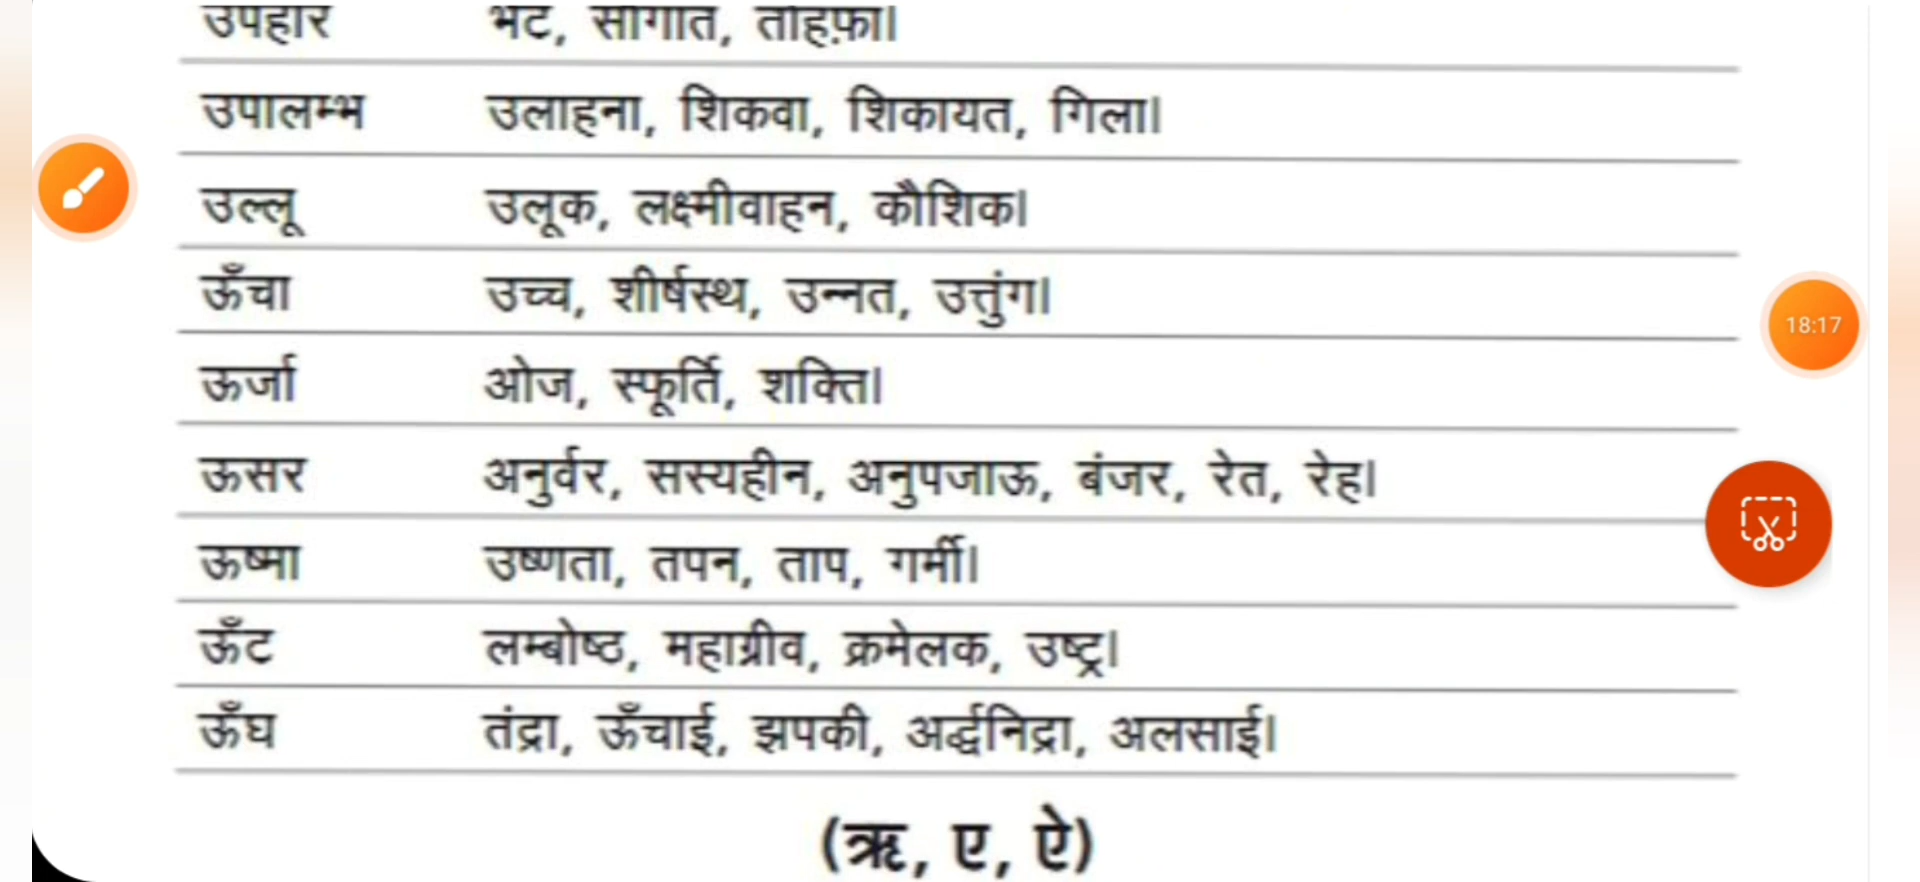 उपहार भेंट, सौगात, तोहफ़ा।
उपालम्भ उलाहना, शिकवा, शिकायत, गिला।
उल्लू उलूक, लक्ष्मीवाहन, कौशिक।
ऊँचा उच्च, शीर्षस्थ, उन्नत, उत्तुंग।
18:17
ऊर्जा ओज, स्फूर्ति, शक्ति।
ऊसर अनुर्वर, सस्यहीन, अनुपजाऊ, बंजर, रेत, रेह।
ऊष्मा उष्णता, तपन, ताप, गर्मी।
ऊँट लम्बोष्ठ, महाग्रीव, क्रमेलक, उष्ट्र।
ऊँघ तंद्रा, ऊँचाई, झपकी, अर्द्धनिद्रा, अलसाई।
(ऋ, ए, ऐ)